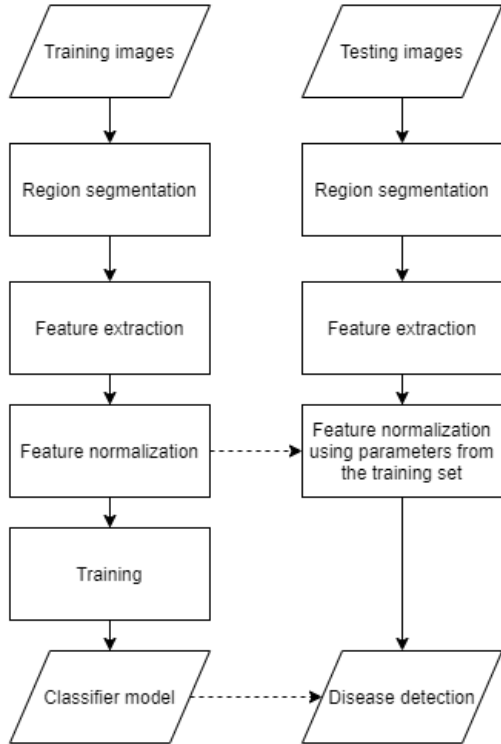 Training images
Testing images
Region segmentation
Region segmentation
Feature extraction
Feature extraction
Feature normalization
Feature normalization
using parameters from
the training set
Training
Classifier model
Disease detection